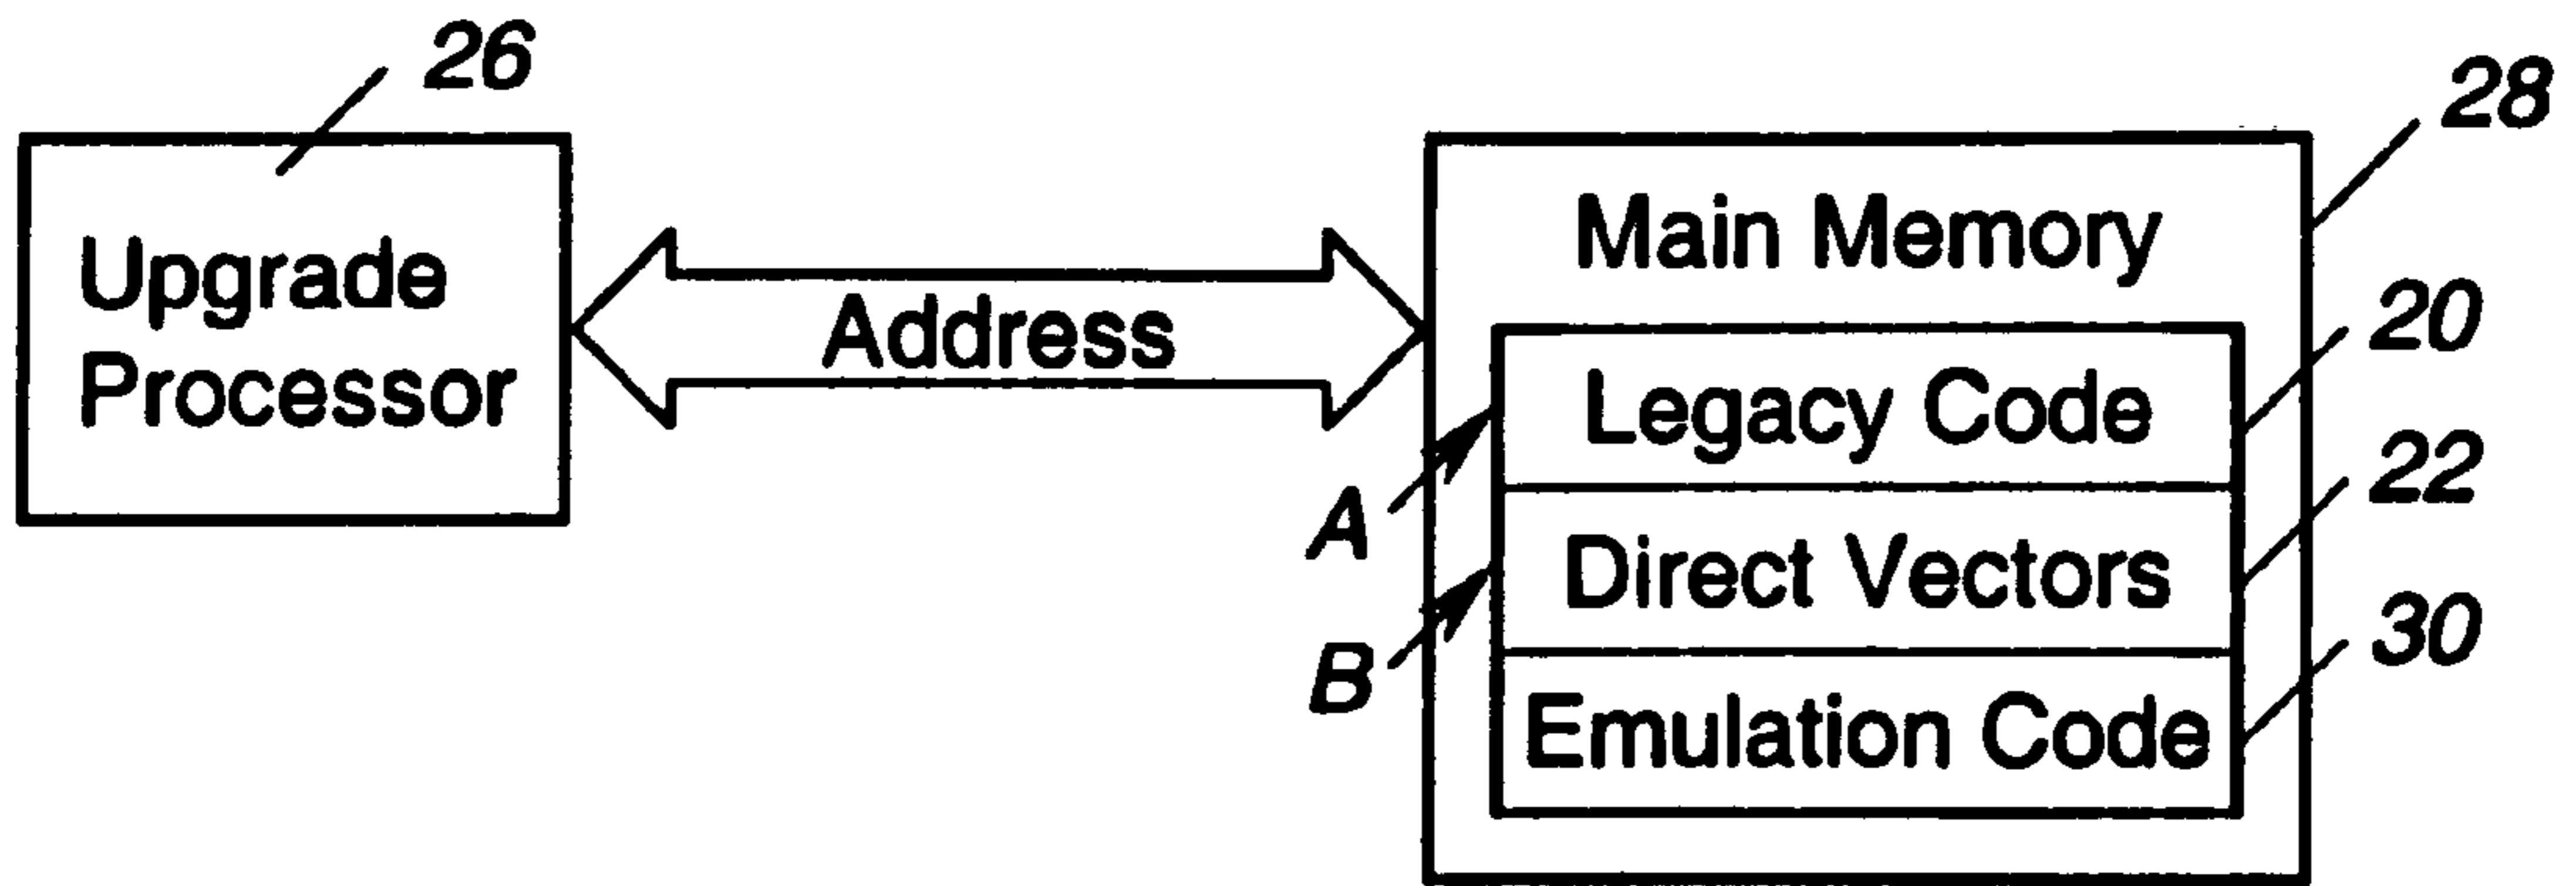 26
28
Upgrade
Processor
Address
Main Memory
Legacy Code
20
A
Direct Vectors
22
B
Emulation Code
30